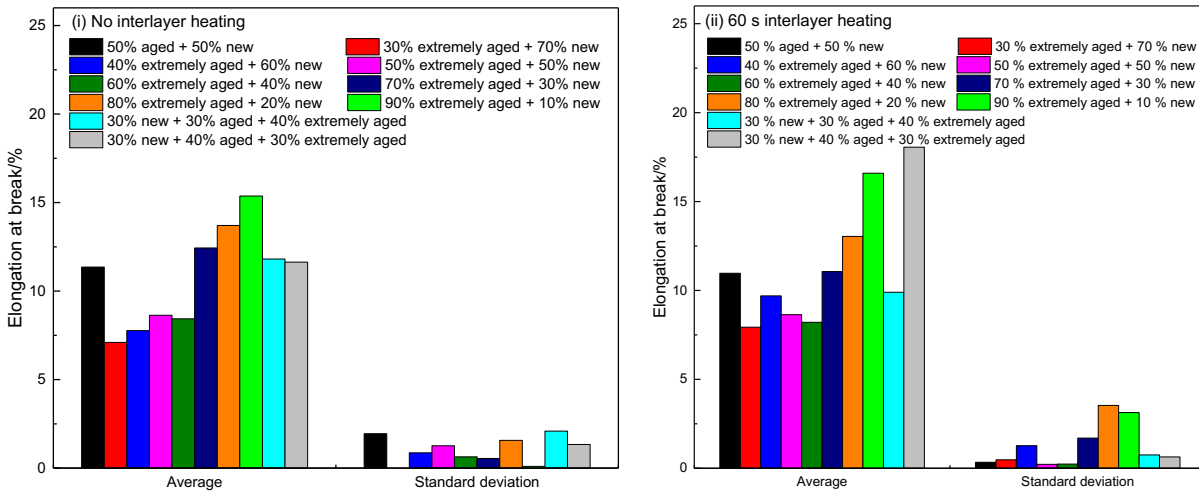 (i) No interlayer heating
50% aged + 50% new
30% extremely aged + 70% new
40% extremely aged + 60% new
50% extremely aged + 50% new
60% extremely aged + 40% new
70% extremely aged + 30% new
80% extremely aged + 20% new
90% extremely aged + 10% new
30% new + 30% aged + 40% extremely aged
30% new + 40% aged + 30% extremely aged
Elongation at break/%
25
20
15
10
5
0
Average
Standard deviation
(ii) 60 s interlayer heating
50 % aged + 50 % new
30 % extremely aged + 70 % new
40 % extremely aged + 60 % new
50 % extremely aged + 50 % new
60 % extremely aged + 40 % new
70 % extremely aged + 30 % new
80 % extremely aged + 20 % new
90 % extremely aged + 10 % new
30 % new + 30 % aged + 40 % extremely aged
30 % new + 40 % aged + 30 % extremely aged
Elongation at break/%
25
20
15
10
5
0
Average
Standard deviation